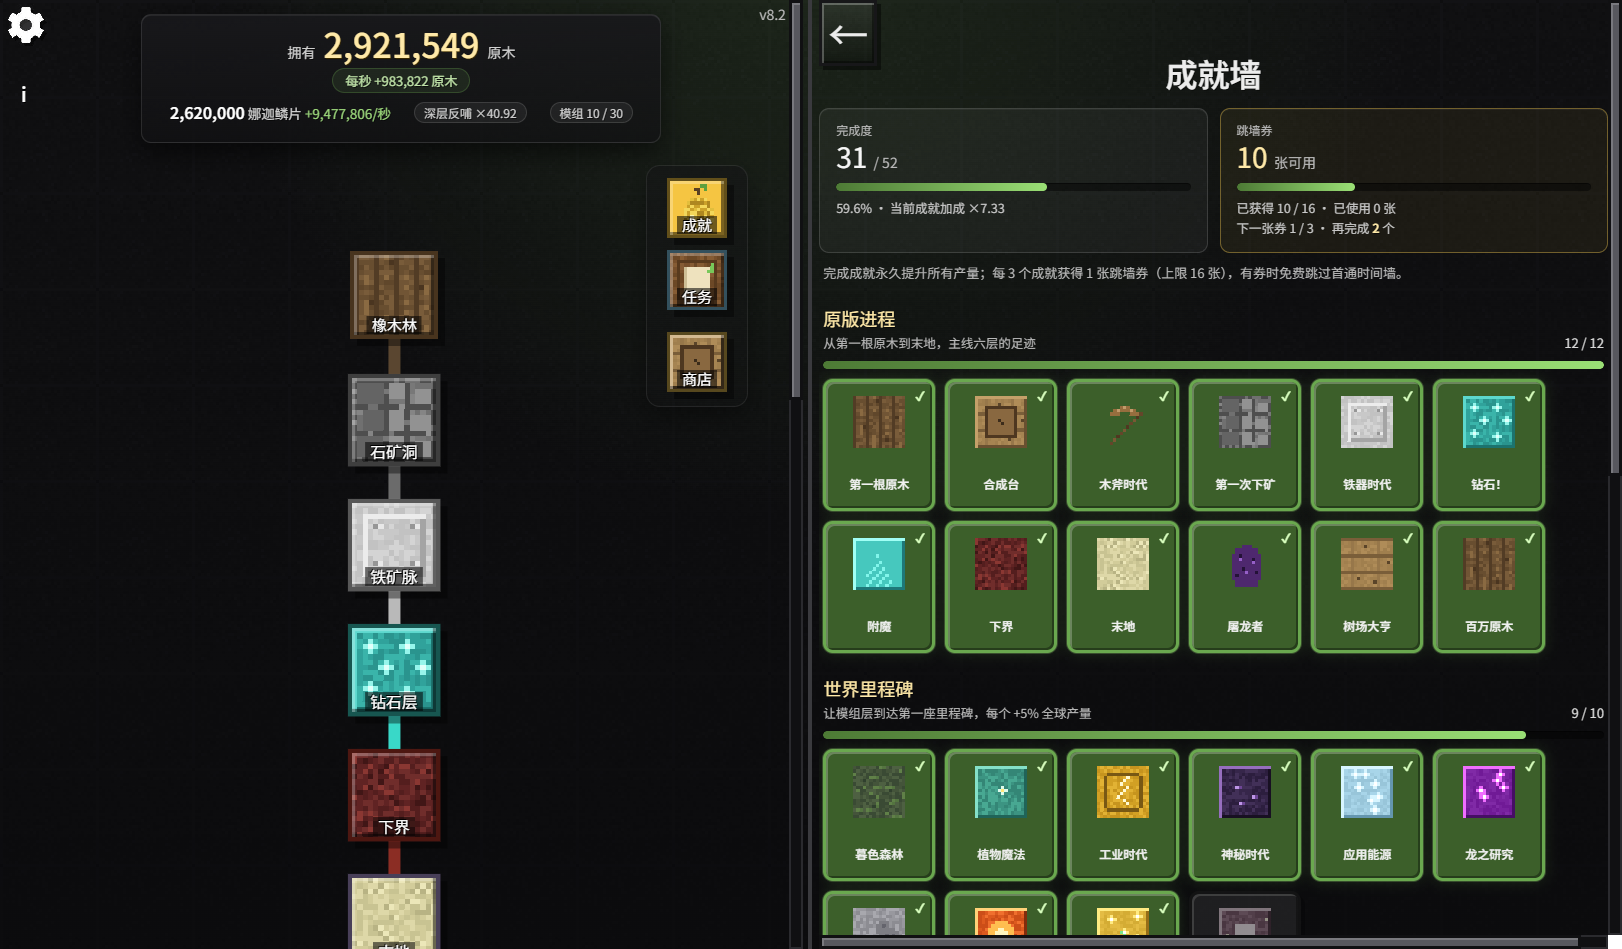 v8.2
拥有 2,921,549 原木
每秒 +983,822 原木
2,620,000 娜迦鳞片 +9,477,806/秒 深层反哺 ×40.92 模组 10 / 30
i
成就
任务
商店
橡木林
石矿洞
铁矿脉
钻石层
下界
成就墙
完成度
31 / 52
59.6% · 当前成就加成 ×7.33
跳墙券
10 张可用
已获得 10 / 16 · 已使用 0 张
下一张券 1 / 3 · 再完成 2 个
完成成就永久提升所有产量；每 3 个成就获得 1 张跳墙券（上限 16 张），有券时免费跳过首通时间墙。
原版进程
从第一根原木到末地，主线六层的足迹 12 / 12
第一根原木 合成台 木斧时代 第一次下矿 铁器时代 钻石！
附魔 下界 末地 屠龙者 树场大亨 百万原木
世界里程碑
让模组层到达第一座里程碑，每个 +5% 全球产量 9 / 10
暮色森林 植物魔法 工业时代 神秘时代 应用能源 龙之研究